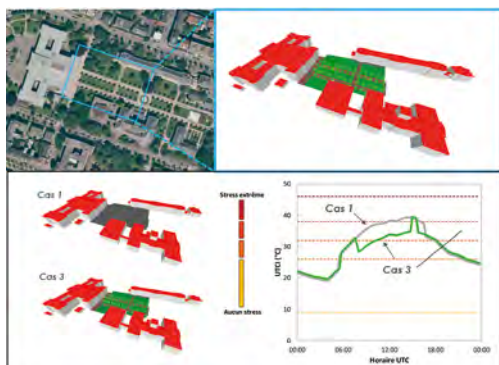 Cas 1
Cas 3
Stress extrême
Aucun stress
UTCI (°C)
50
40
30
20
10
0
Cas 1
Cas 3
00:00
06:00
12:00
18:00
00:00
Horaire UTC